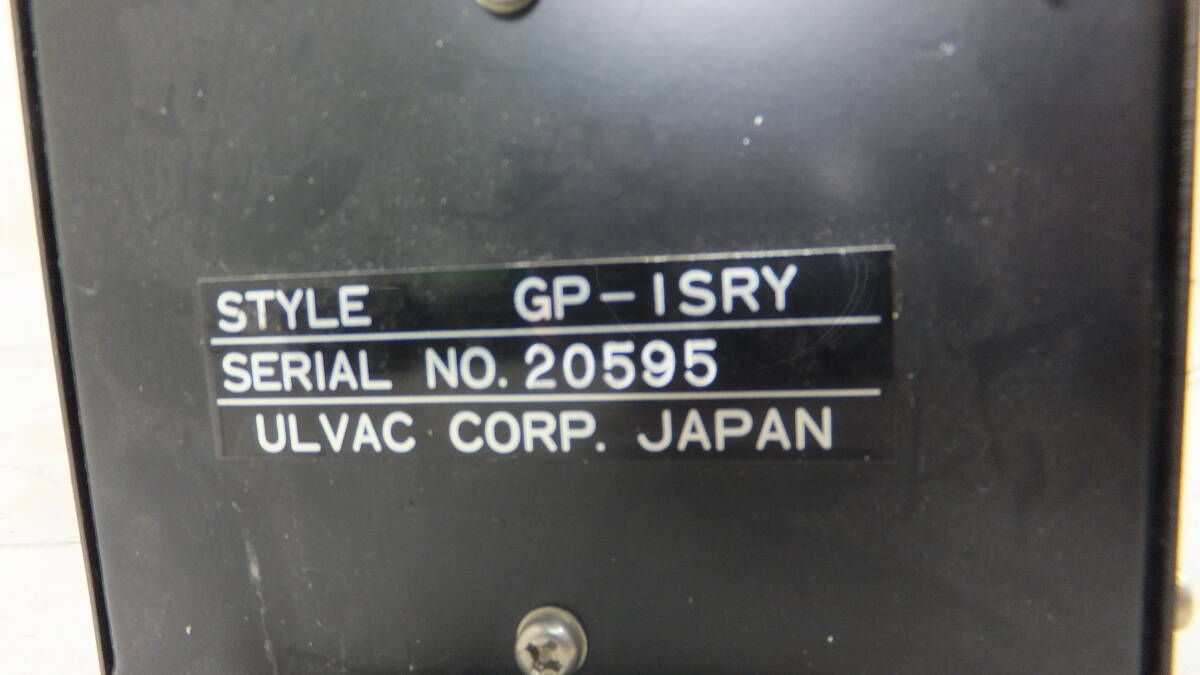 STYLE GP-1SRY
SERIAL NO. 20595
ULVAC CORP. JAPAN